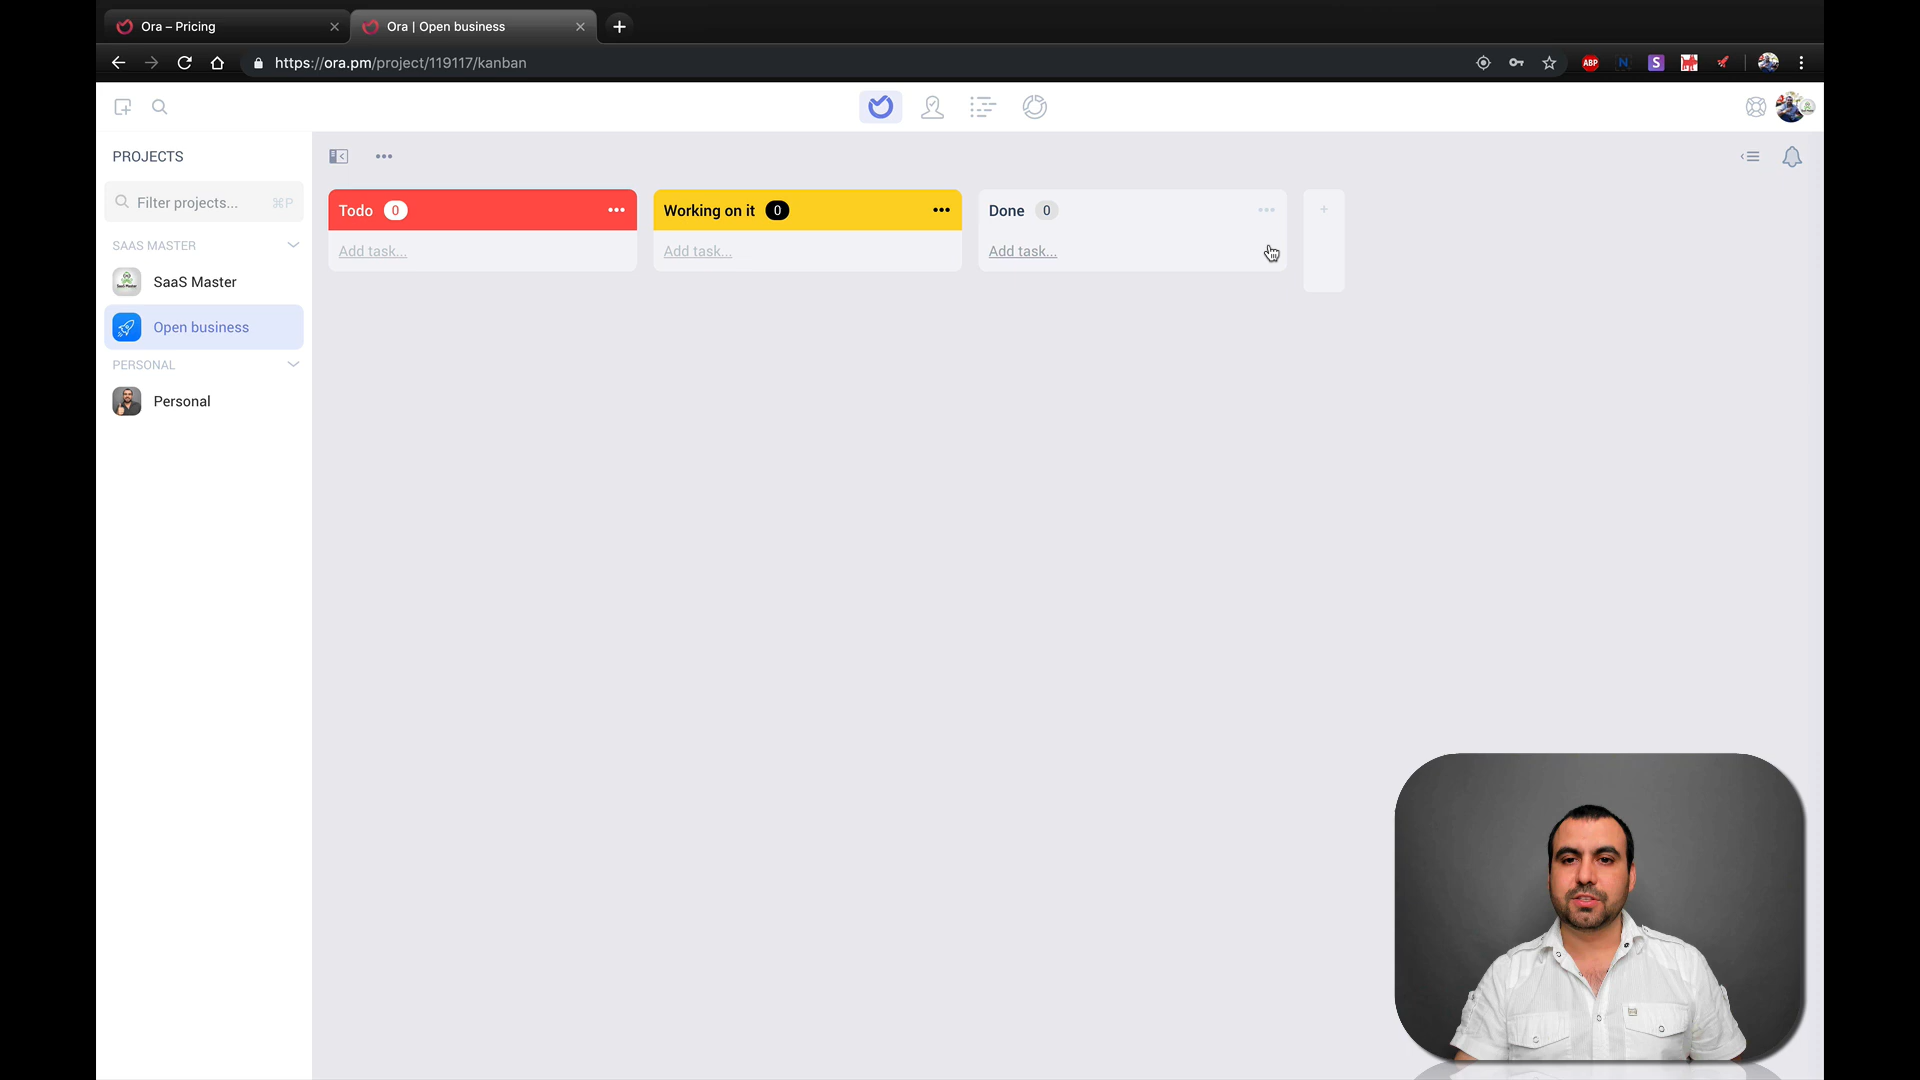 Ora – Pricing
Ora | Open business
https://ora.pm/project/119117/kanban
ABP
N
S
PROJECTS
Filter projects... ⌘P
SAAS MASTER
SaaS Master
Open business
PERSONAL
Personal
Todo 0
Add task...
Working on it 0
Add task...
Done 0
Add task...